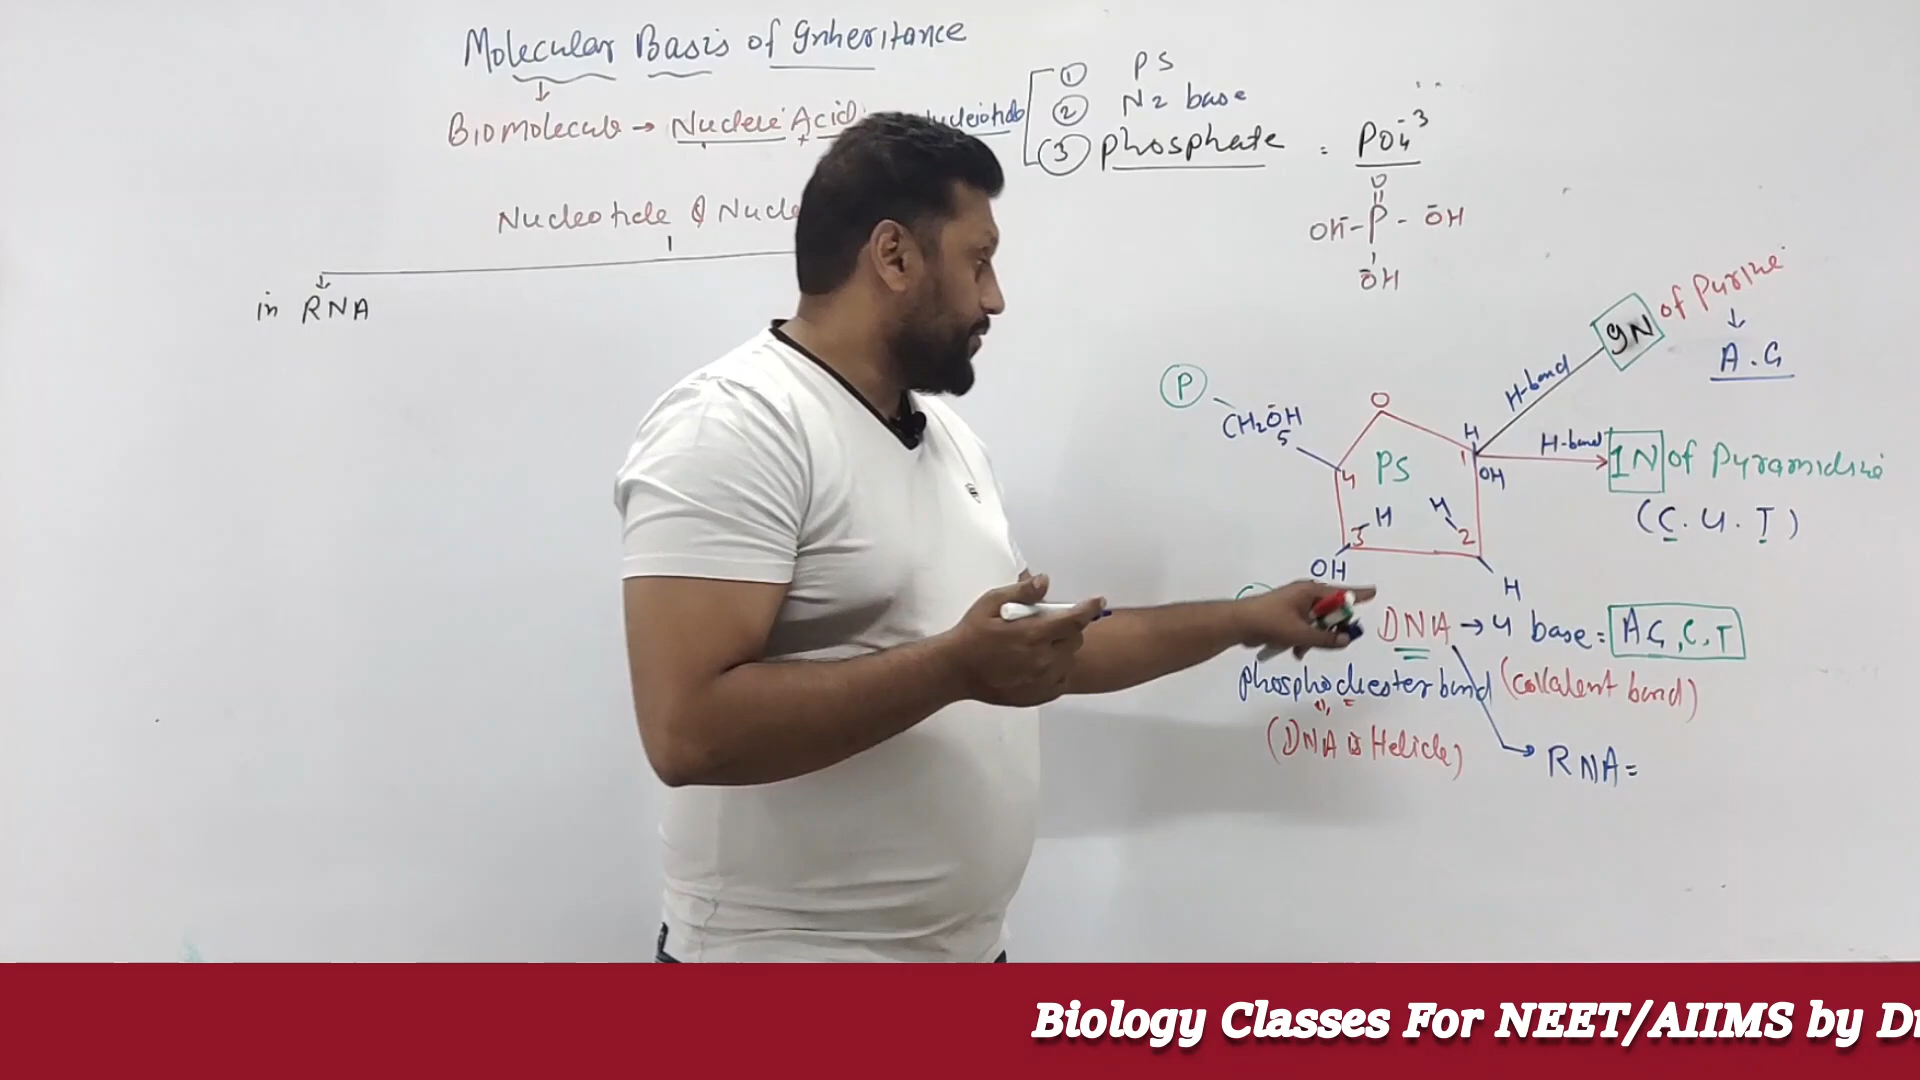 Molecular Basis of Inheritance
BioMolecule → Nucleic Acid
① PS
② N2 base
③ phosphate = PO4⁻³
O
OH - P - OH
OH
Nucleotide & Nucle
in RNA
9N of Purine
A . G
H-bond
P
CH2OH
5
O
H
1
OH
H-bond
1N of Pyramidine
(C . U . T)
PS
4
3
H
H
2
OH
H
DNA → 4 base = AG, C, T
phosphodiester bond (covalent bond)
(DNA is Helicle)
RNA =
Biology Classes For NEET/AIIMS by D